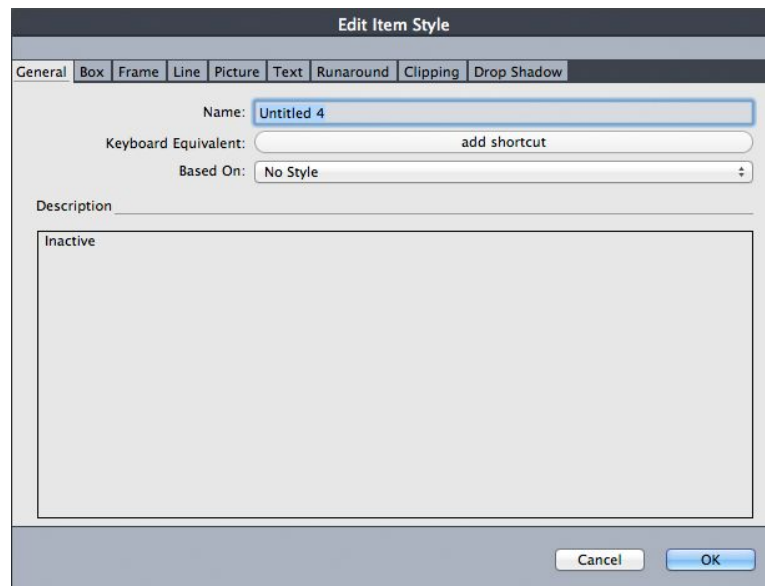 Edit Item Style
General Box Frame Line Picture Text Runaround Clipping Drop Shadow
Name: Untitled 4
Keyboard Equivalent: add shortcut
Based On: No Style
Description
Inactive
Cancel OK